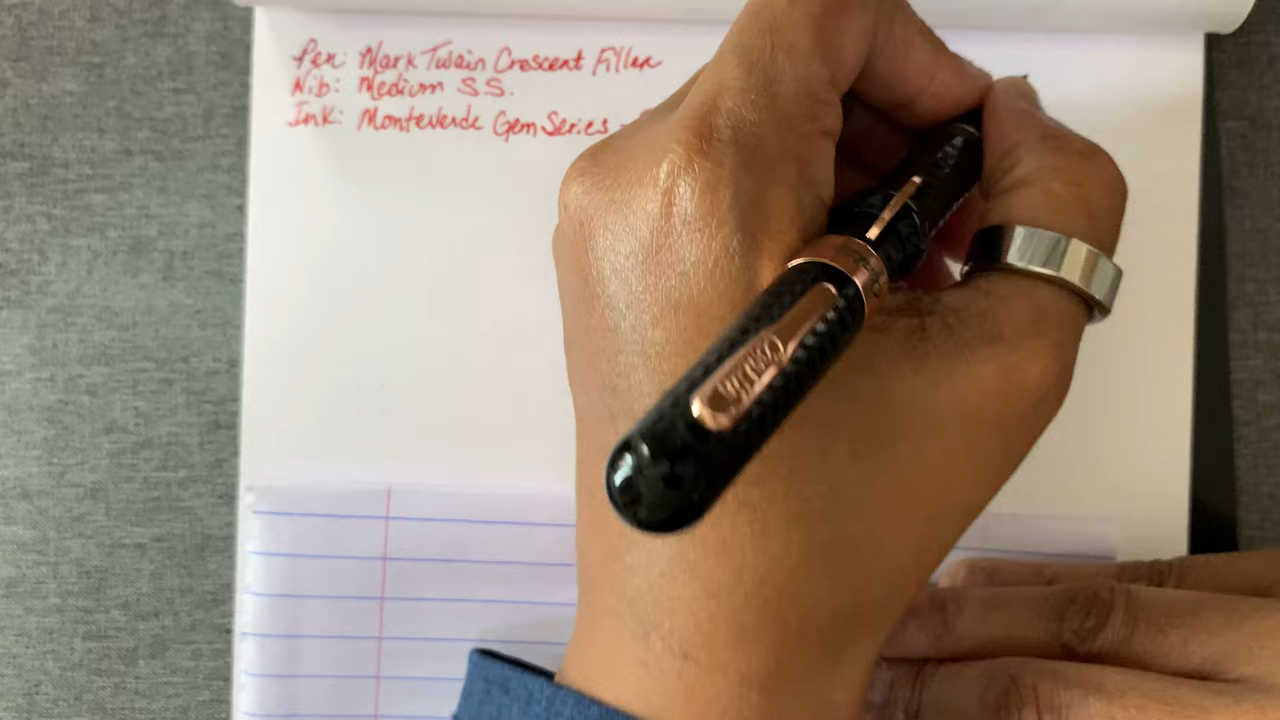 Pen: Mark Twain Crescent Filler
Nib: Medium S.S.
Ink: Monteverde Gem Series -